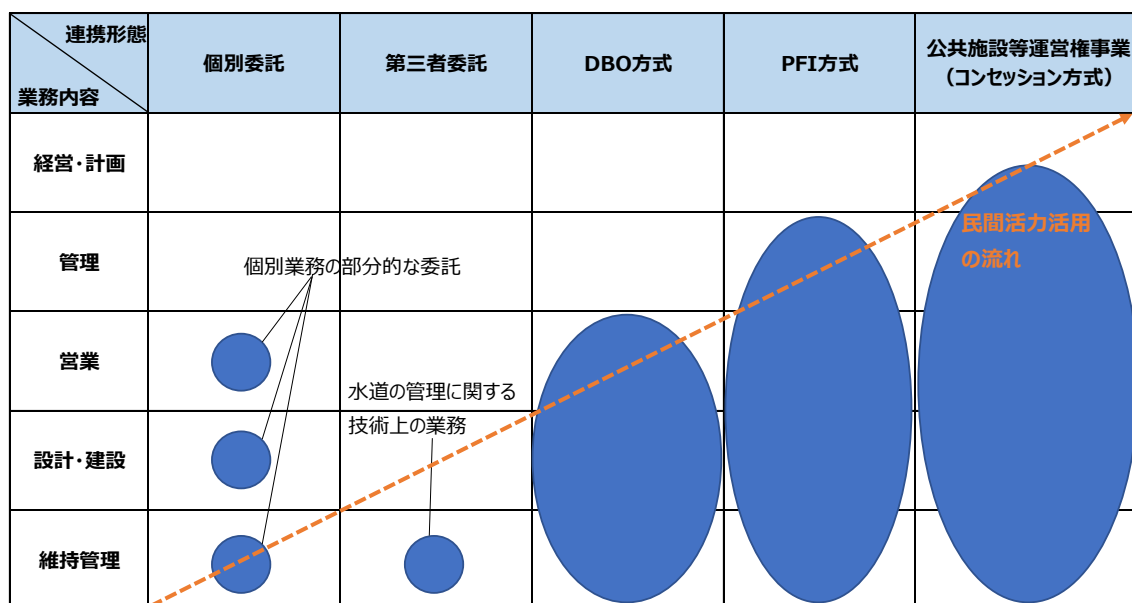 連携形態
業務内容
個別委託
第三者委託
DBO方式
PFI方式
公共施設等運営権事業
（コンセッション方式）
経営・計画
管理
個別業務の部分的な委託
民間活力活用
の流れ
営業
水道の管理に関する
技術上の業務
設計・建設
維持管理